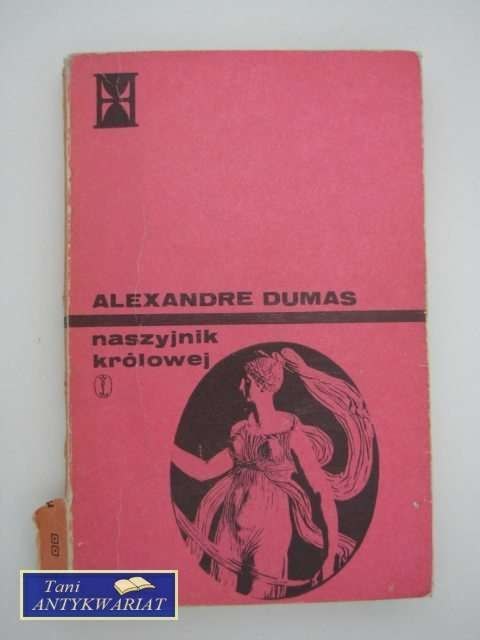 ALEXANDRE DUMAS
naszyjnik
królowej
Tani
ANTYKWARIAT